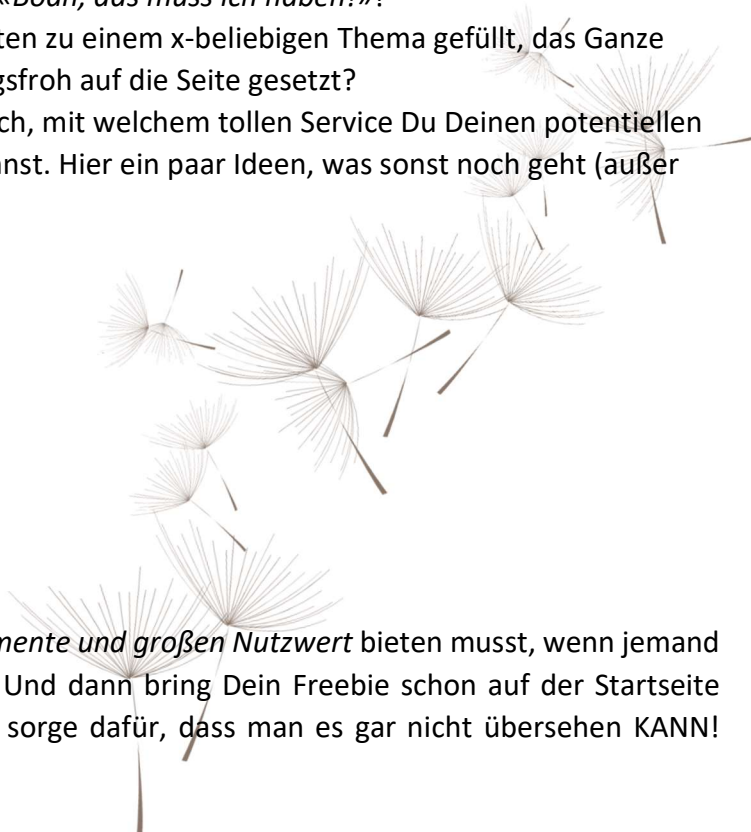 «Boah, das muss ich haben!»?
ten zu einem x-beliebigen Thema gefüllt, das Ganze
gsfroh auf die Seite gesetzt?
ch, mit welchem tollen Service Du Deinen potentiellen
nnst. Hier ein paar Ideen, was sonst noch geht (außer
mente und großen Nutzwert bieten musst, wenn jemand
Und dann bring Dein Freebie schon auf der Startseite
sorge dafür, dass man es gar nicht übersehen KANN!